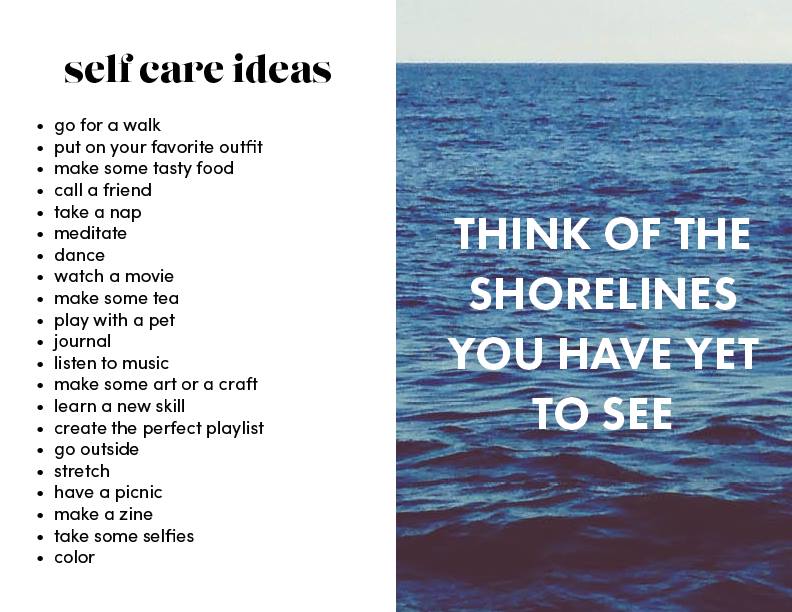 self care ideas
• go for a walk
• put on your favorite outfit
• make some tasty food
• call a friend
• take a nap
• meditate
• dance
• watch a movie
• make some tea
• play with a pet
• journal
• listen to music
• make some art or a craft
• learn a new skill
• create the perfect playlist
• go outside
• stretch
• have a picnic
• make a zine
• take some selfies
• color
THINK OF THE
SHORELINES
YOU HAVE YET
TO SEE